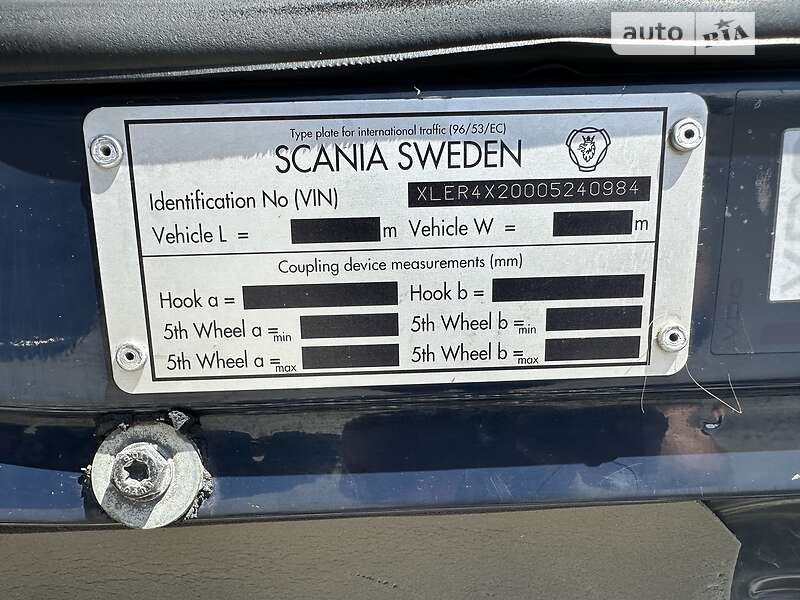 auto RIA
Type plate for international traffic (96/53/EC)
SCANIA SWEDEN
Identification No (VIN) XLER4X20005240984
Vehicle L = m Vehicle W = m
Coupling device measurements (mm)
Hook a = Hook b =
5th Wheel a =min 5th Wheel b =min
5th Wheel a =max 5th Wheel b =max